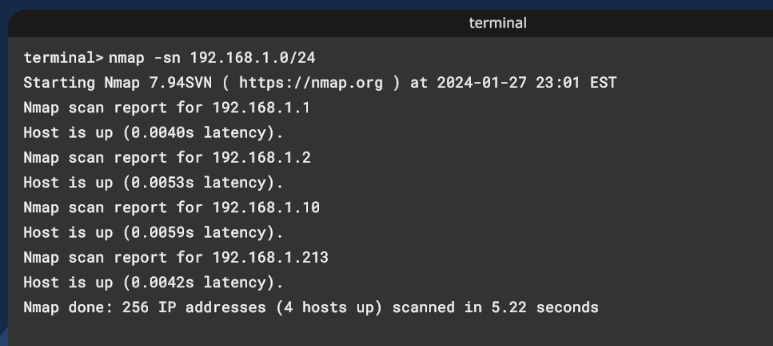 terminal
terminal> nmap -sn 192.168.1.0/24
Starting Nmap 7.94SVN ( https://nmap.org ) at 2024-01-27 23:01 EST
Nmap scan report for 192.168.1.1
Host is up (0.0040s latency).
Nmap scan report for 192.168.1.2
Host is up (0.0053s latency).
Nmap scan report for 192.168.1.10
Host is up (0.0059s latency).
Nmap scan report for 192.168.1.213
Host is up (0.0042s latency).
Nmap done: 256 IP addresses (4 hosts up) scanned in 5.22 seconds